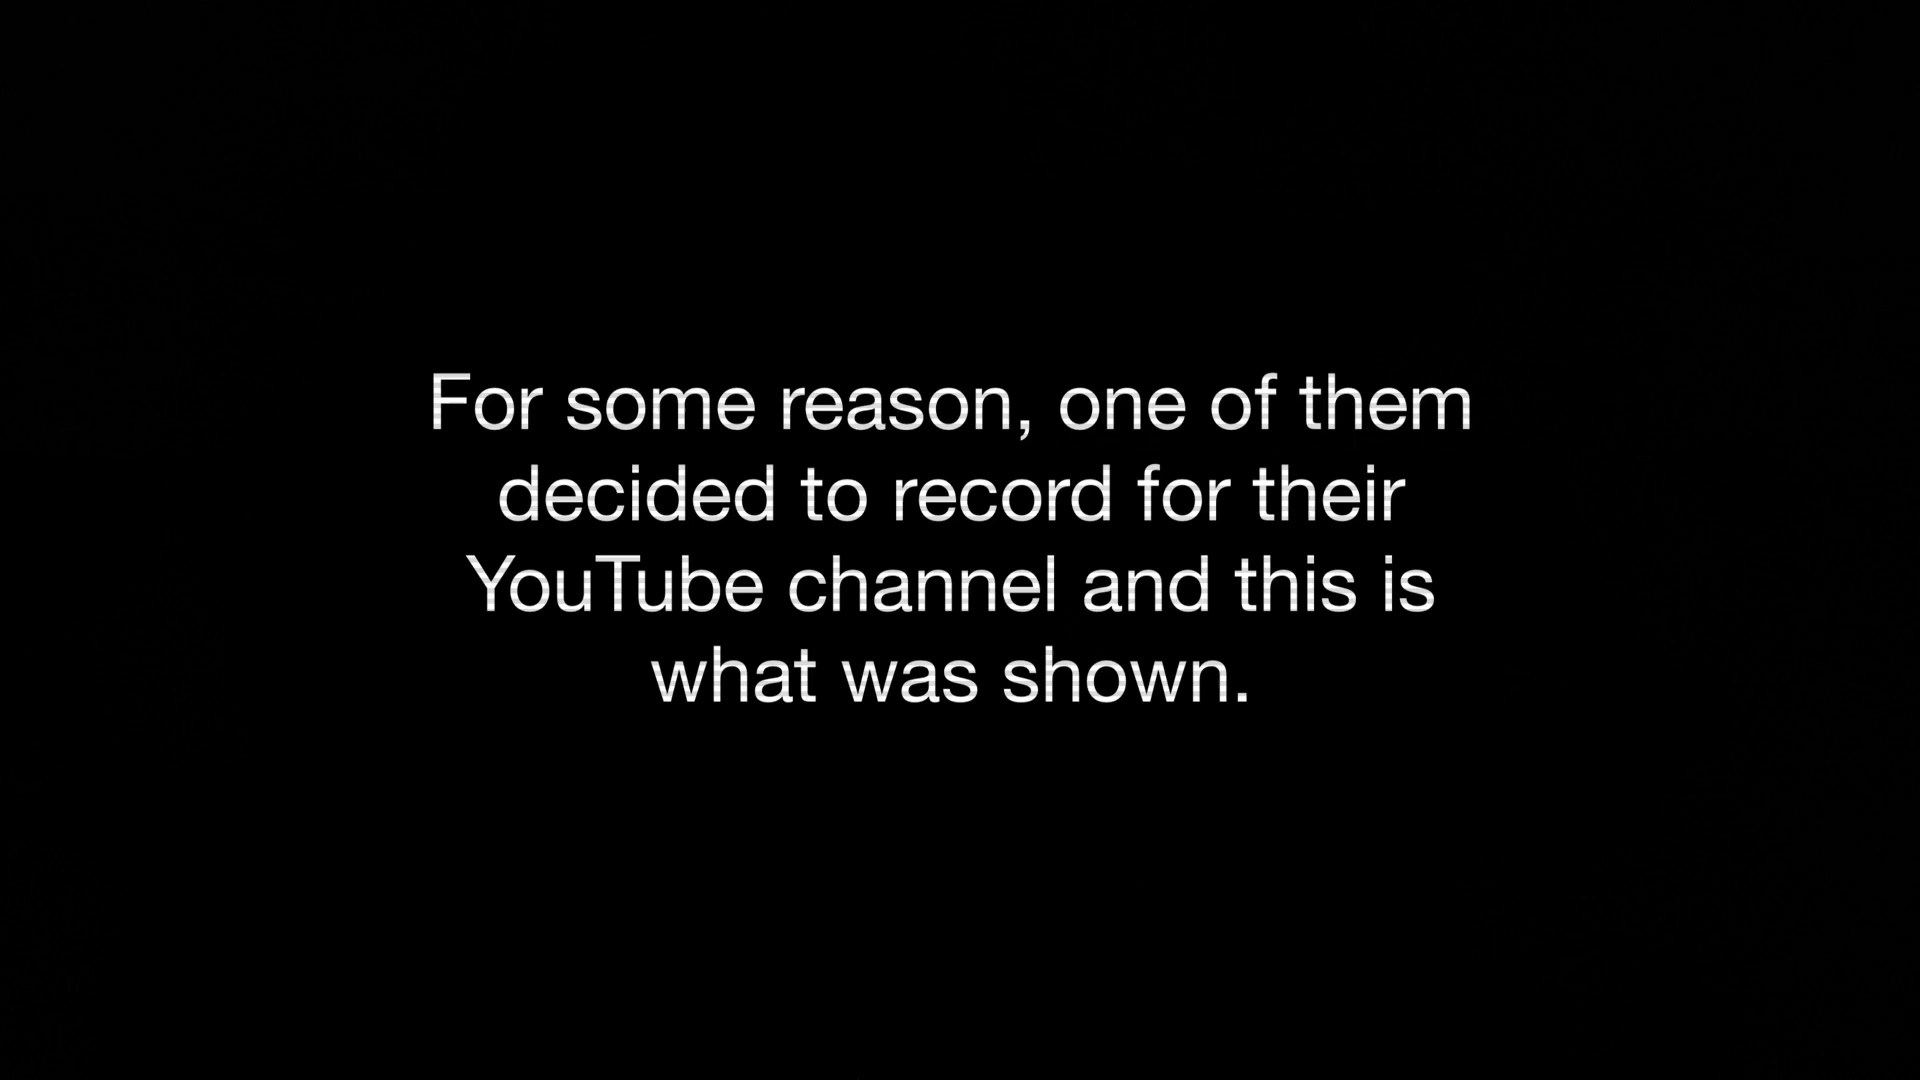 For some reason, one of them
decided to record for their
YouTube channel and this is
what was shown.